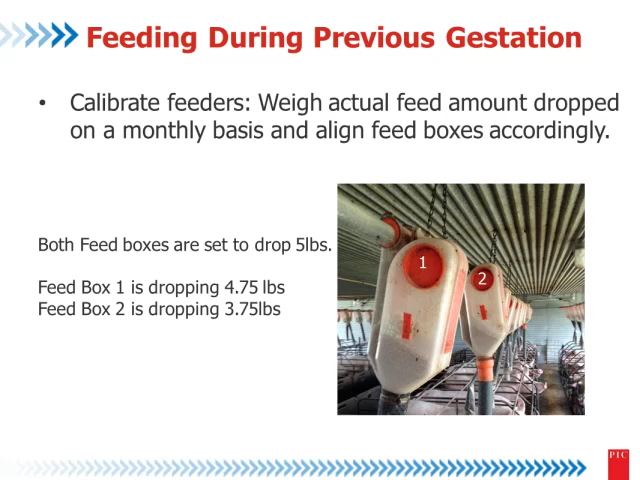 Feeding During Previous Gestation
• Calibrate feeders: Weigh actual feed amount dropped
on a monthly basis and align feed boxes accordingly.
Both Feed boxes are set to drop 5lbs.
Feed Box 1 is dropping 4.75 lbs
Feed Box 2 is dropping 3.75lbs
1
2
PIC